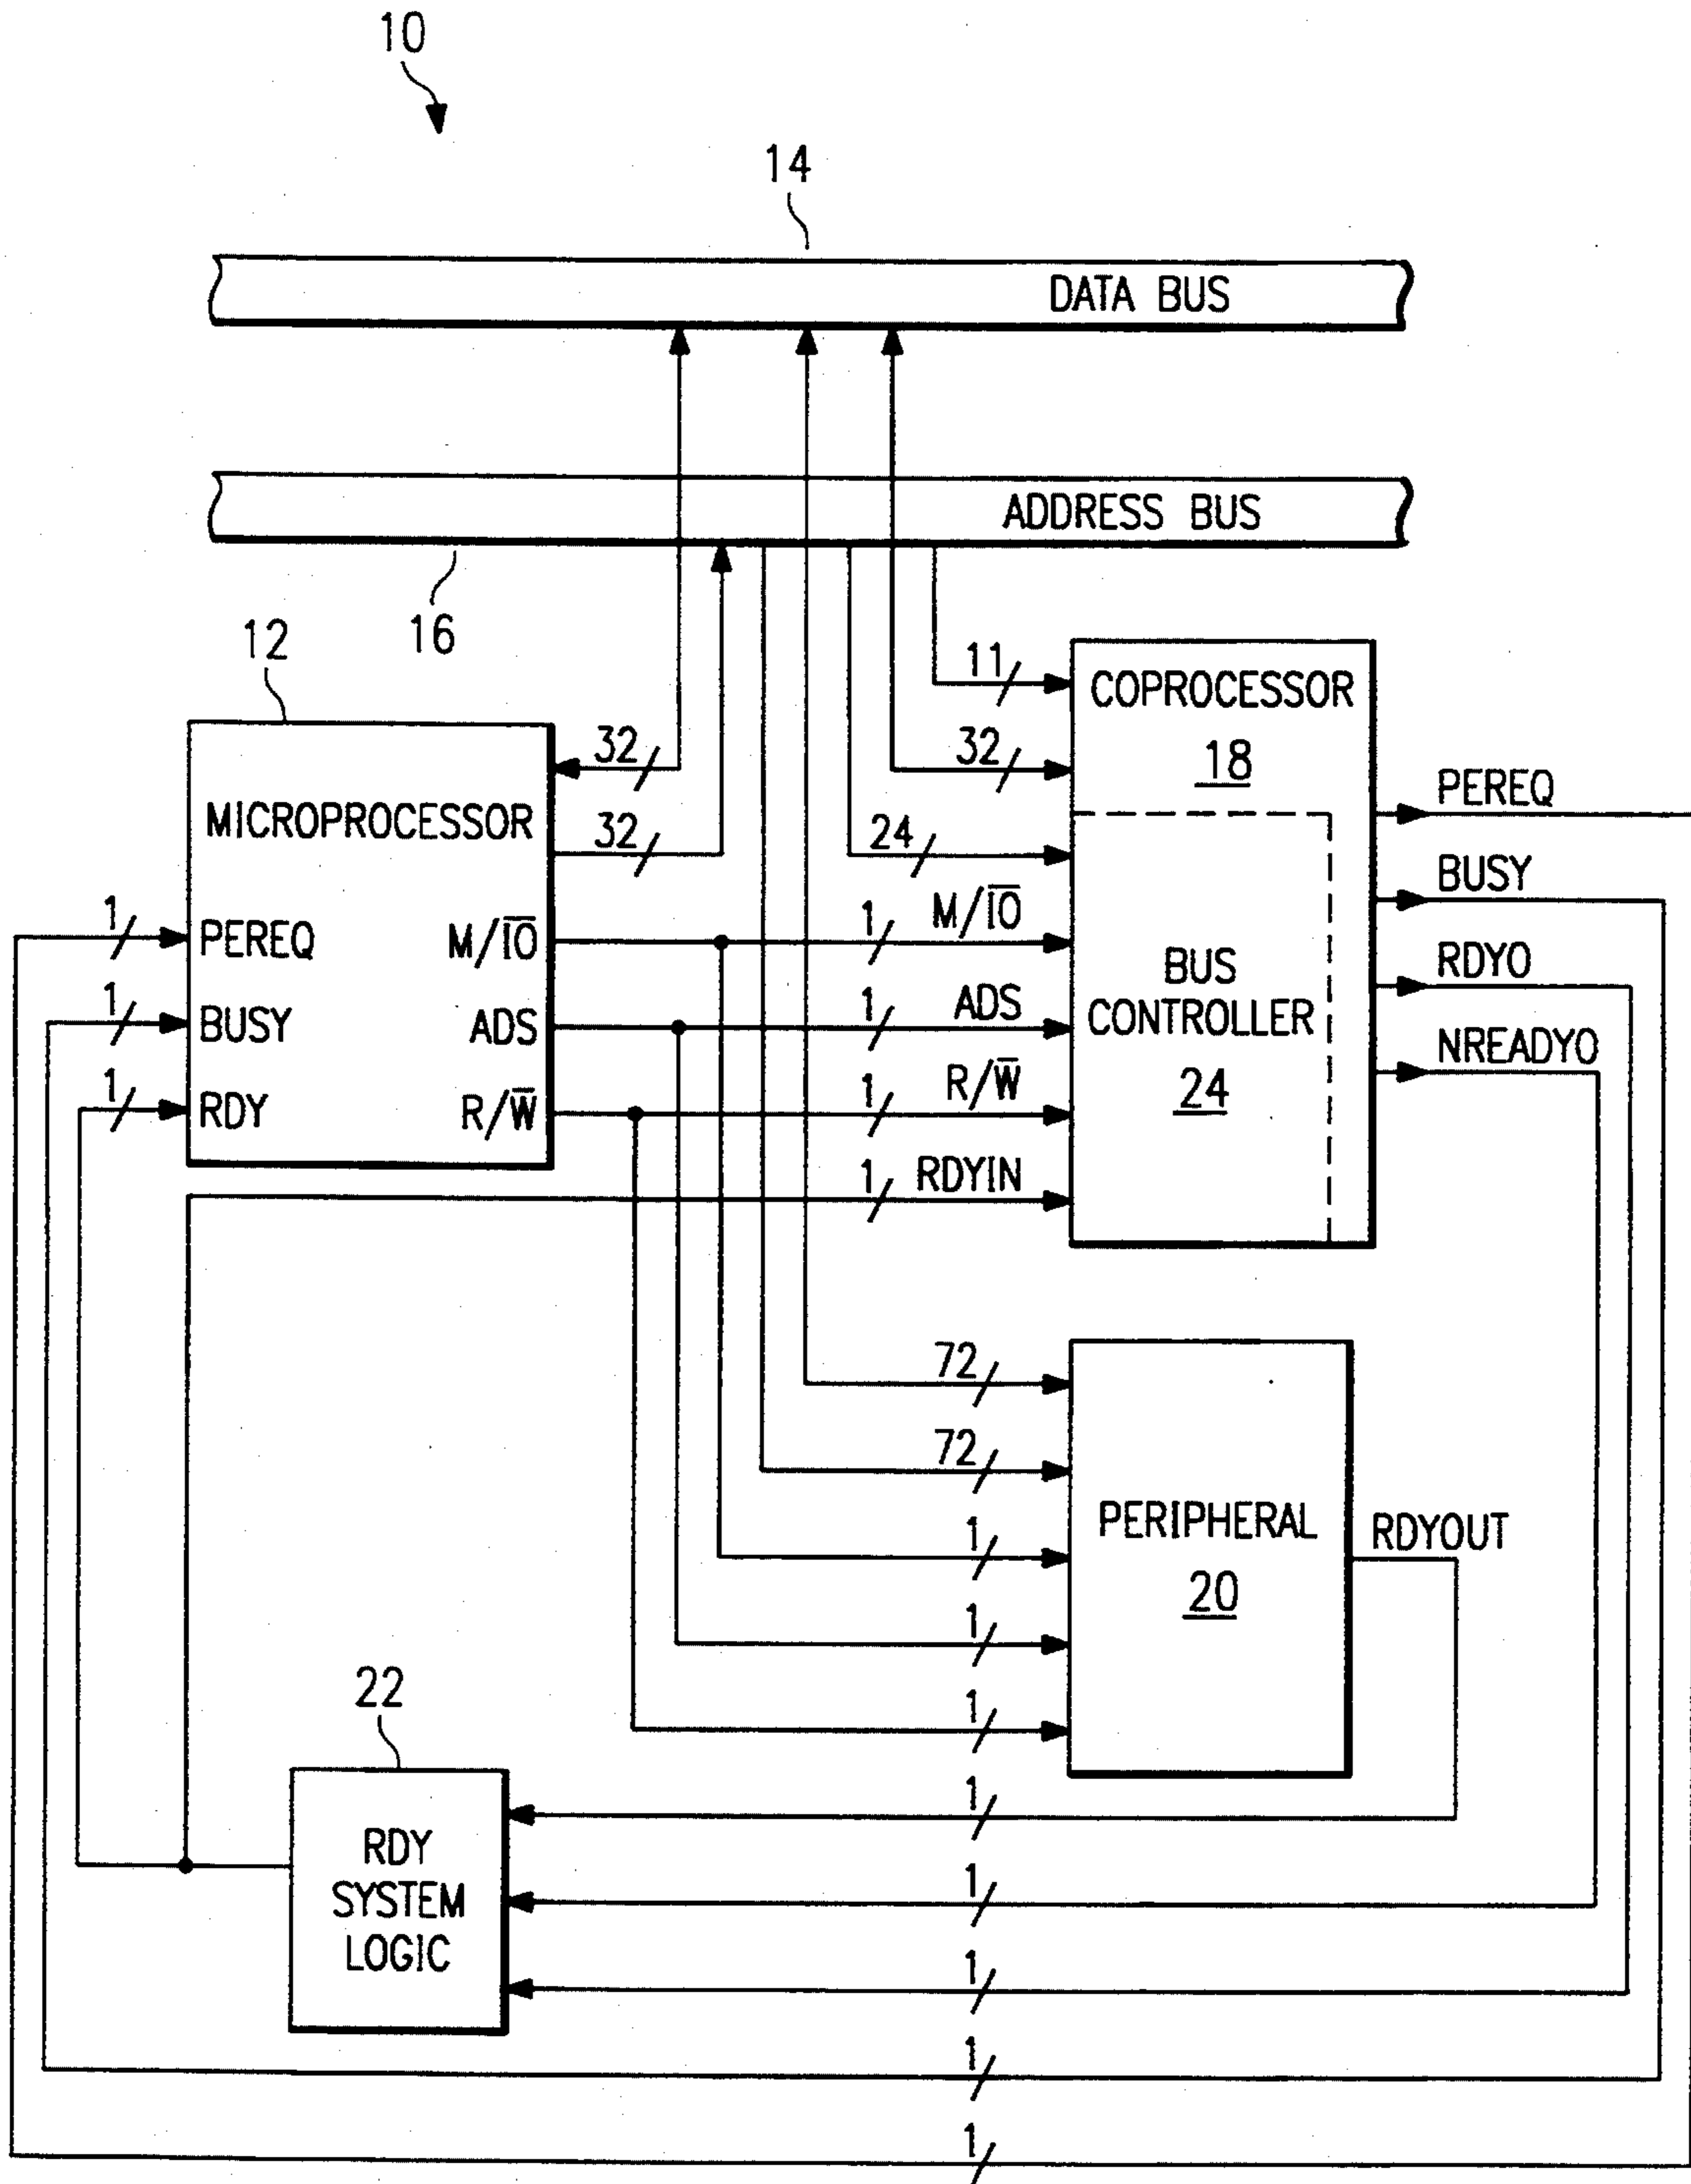 10
14
DATA BUS
ADDRESS BUS
16
12
11
COPROCESSOR
18
32
32
MICROPROCESSOR
32
24
PEREQ
1
PEREQ
M/I̅O̅
1
M/I̅O̅
BUSY
1
BUSY
ADS
1
ADS
BUS
CONTROLLER
24
RDYO
1
RDY
R/W̅
1
R/W̅
NREADYO
1
RDYIN
72
72
PERIPHERAL
20
RDYOUT
1
1
1
22
RDY
SYSTEM
LOGIC
1
1
1
1
1